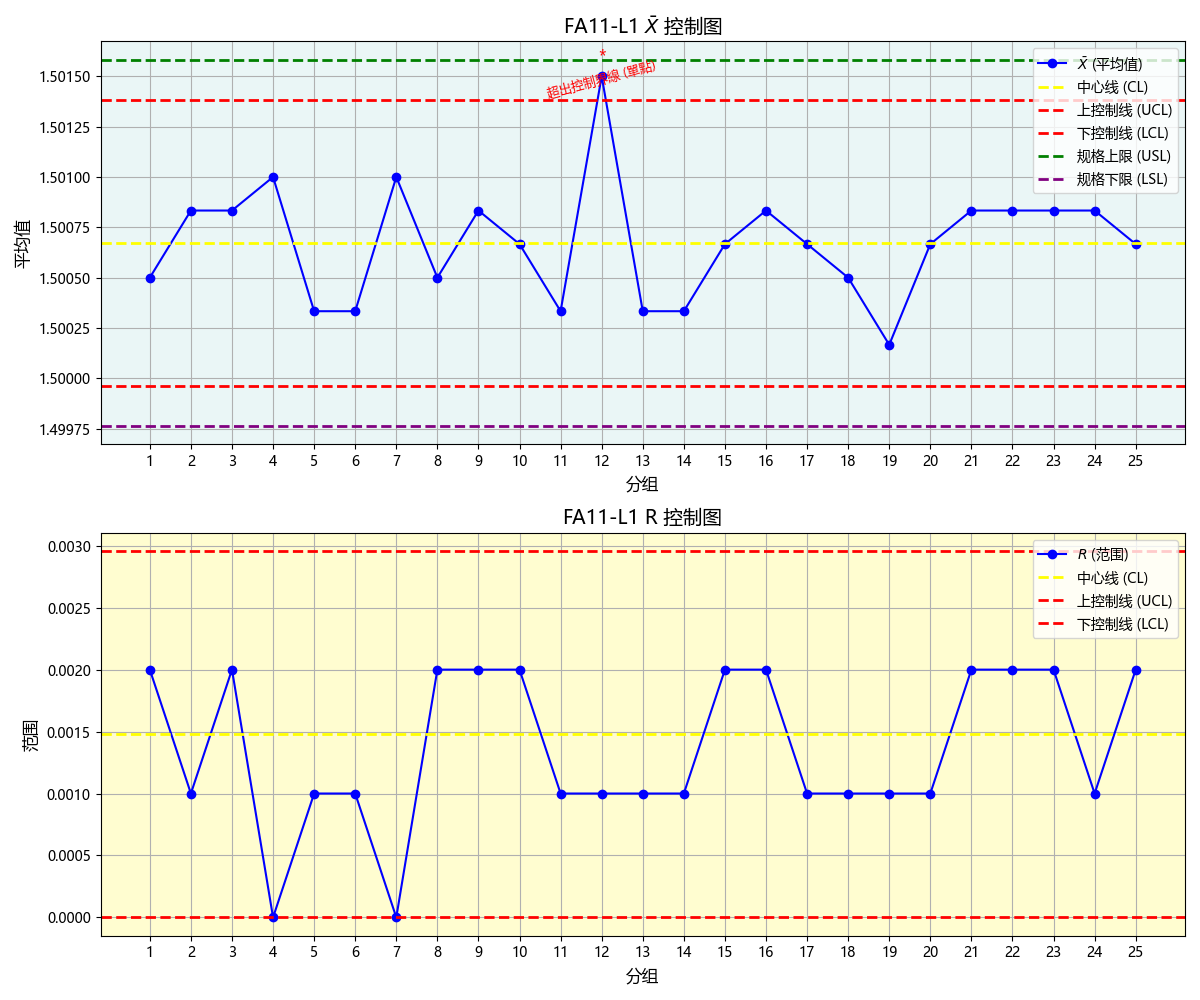 FA11-L1 X̄ 控制图
*
超出控制界線 (單點)
X̄ (平均值)
中心线 (CL)
上控制线 (UCL)
下控制线 (LCL)
规格上限 (USL)
规格下限 (LSL)
平均值
1.50150
1.50125
1.50100
1.50075
1.50050
1.50025
1.50000
1.49975
1 2 3 4 5 6 7 8 9 10 11 12 13 14 15 16 17 18 19 20 21 22 23 24 25
分组
FA11-L1 R 控制图
R (范围)
中心线 (CL)
上控制线 (UCL)
下控制线 (LCL)
范围
0.0030
0.0025
0.0020
0.0015
0.0010
0.0005
0.0000
1 2 3 4 5 6 7 8 9 10 11 12 13 14 15 16 17 18 19 20 21 22 23 24 25
分组